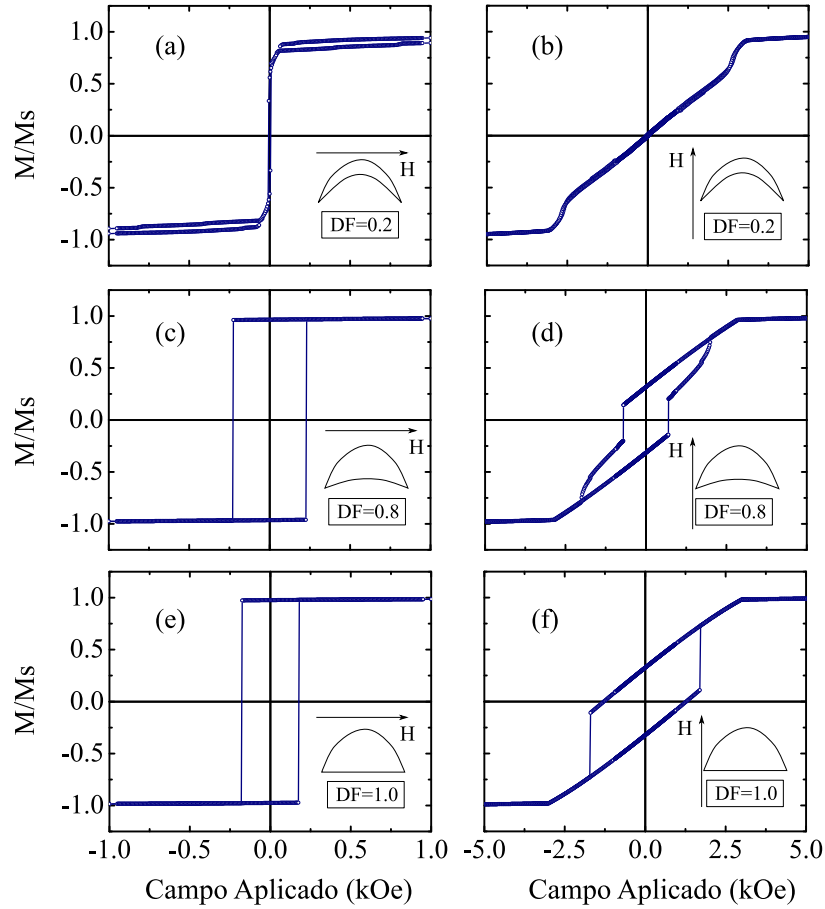 (a)
(b)
1.0
0.5
0.0
-0.5
-1.0
M/Ms
H
DF=0.2
H
DF=0.2
(c)
(d)
1.0
0.5
0.0
-0.5
-1.0
M/Ms
H
DF=0.8
H
DF=0.8
(e)
(f)
1.0
0.5
0.0
-0.5
-1.0
M/Ms
H
DF=1.0
H
DF=1.0
-1.0 -0.5 0.0 0.5 1.0
-5.0 -2.5 0.0 2.5 5.0
Campo Aplicado (kOe)
Campo Aplicado (kOe)